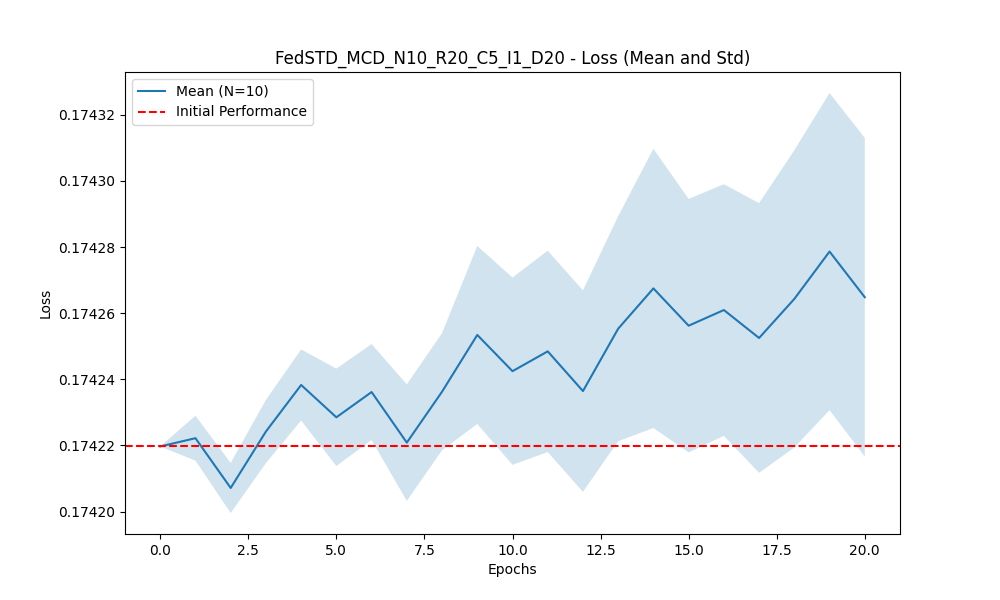 FedSTD_MCD_N10_R20_C5_I1_D20 - Loss (Mean and Std)
Mean (N=10)
Initial Performance
0.17432
0.17430
0.17428
0.17426
0.17424
0.17422
0.17420
Loss
0.0 2.5 5.0 7.5 10.0 12.5 15.0 17.5 20.0
Epochs